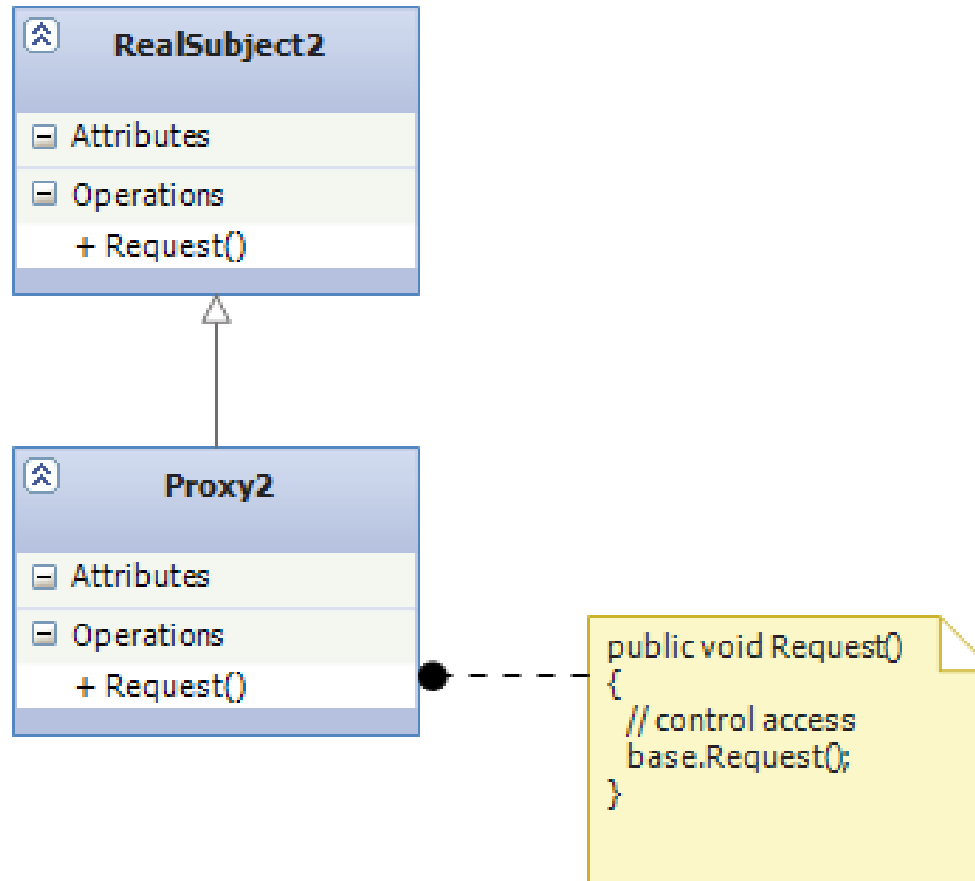 RealSubject2
Attributes
Operations
+ Request()
Proxy2
Attributes
Operations
+ Request()
public void Request()
{
// control access
base.Request();
}